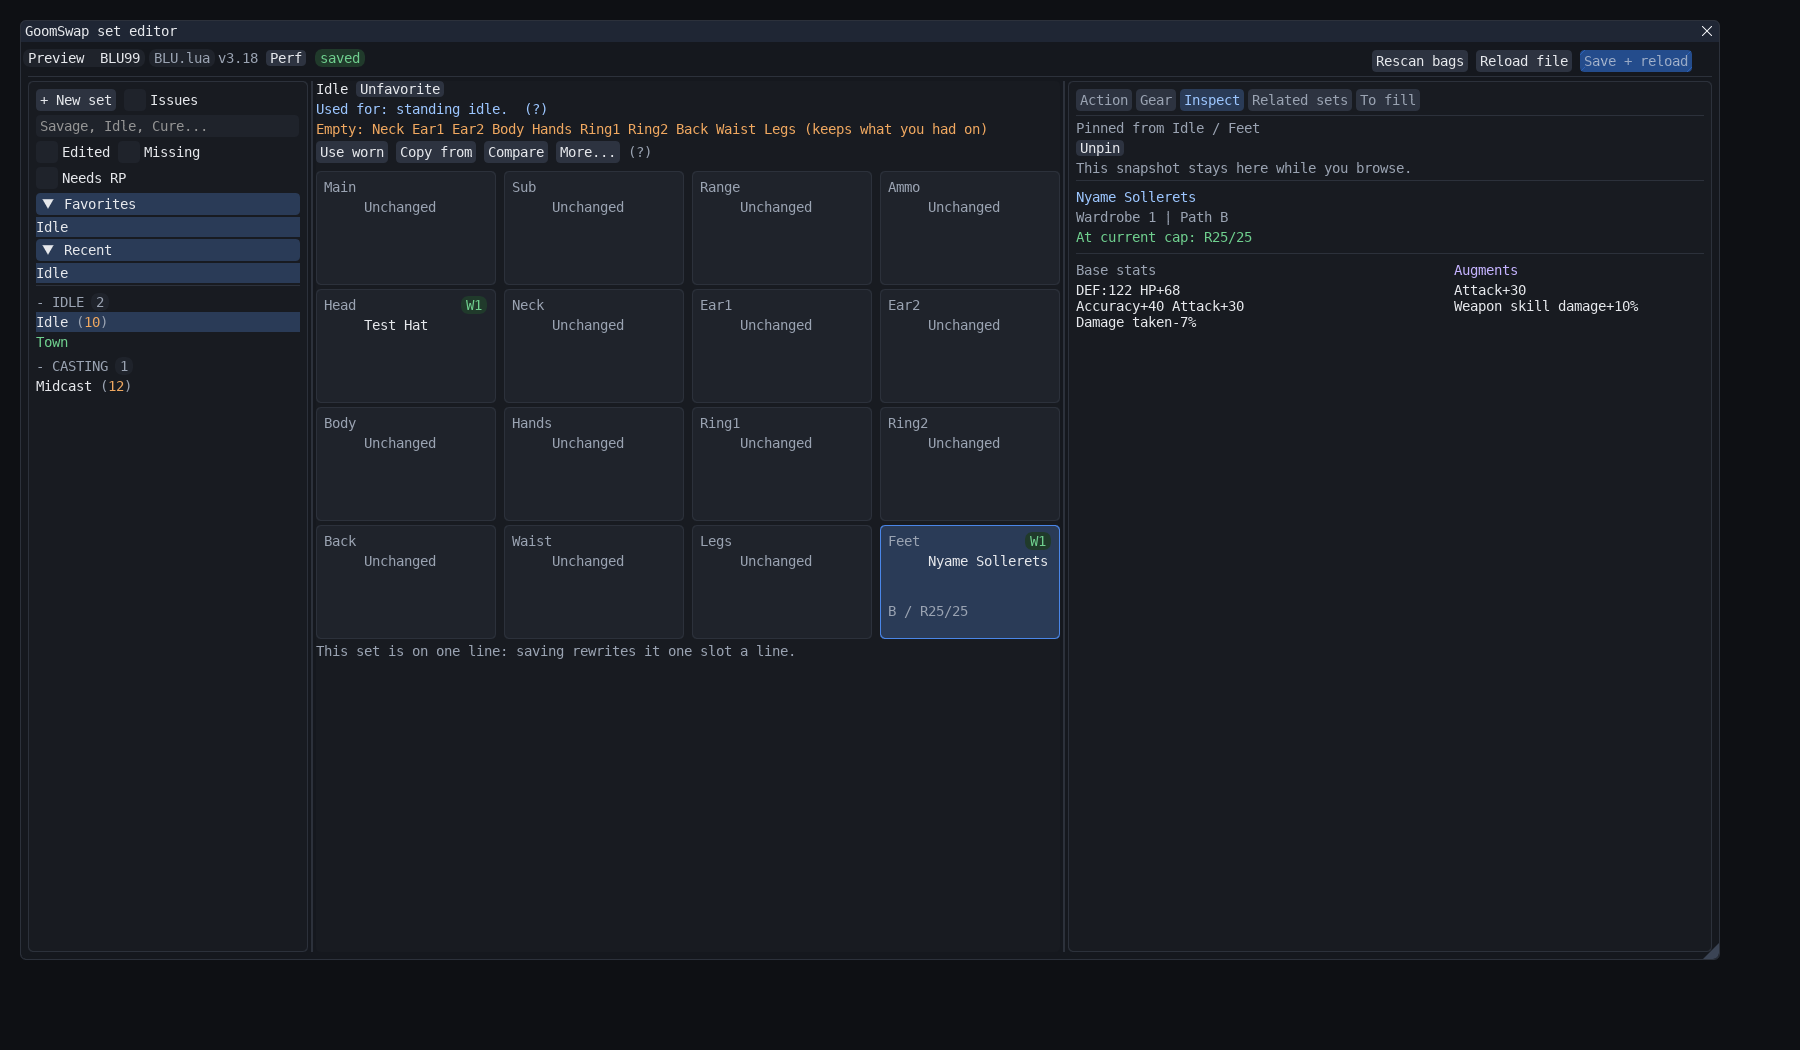 GoomSwap set editor
Preview BLU99 BLU.lua v3.18 Perf saved
Rescan bags Reload file Save + reload
+ New set Issues
Savage, Idle, Cure...
Edited Missing
Needs RP
Favorites
Idle
Recent
Idle
- IDLE 2
Idle (10)
Town
- CASTING 1
Midcast (12)
Idle Unfavorite
Used for: standing idle. (?)
Empty: Neck Ear1 Ear2 Body Hands Ring1 Ring2 Back Waist Legs (keeps what you had on)
Use worn Copy from Compare More... (?)
Main Sub Range Ammo
Unchanged Unchanged Unchanged Unchanged
Head W1 Neck Ear1 Ear2
Test Hat Unchanged Unchanged Unchanged
Body Hands Ring1 Ring2
Unchanged Unchanged Unchanged Unchanged
Back Waist Legs Feet W1
Unchanged Unchanged Unchanged Nyame Sollerets
B / R25/25
This set is on one line: saving rewrites it one slot a line.
Action Gear Inspect Related sets To fill
Pinned from Idle / Feet
Unpin
This snapshot stays here while you browse.
Nyame Sollerets
Wardrobe 1 | Path B
At current cap: R25/25
Base stats Augments
DEF:122 HP+68 Attack+30
Accuracy+40 Attack+30 Weapon skill damage+10%
Damage taken-7%